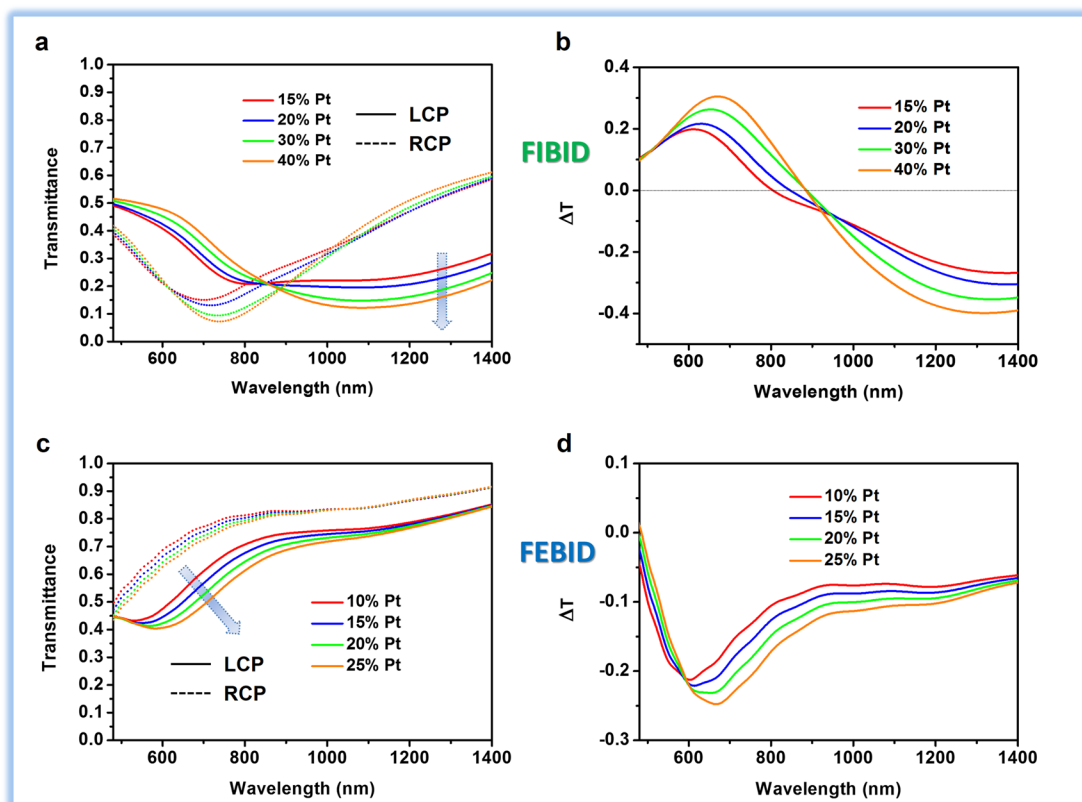 a
1.0
0.9
0.8
0.7
0.6
0.5
0.4
0.3
0.2
0.1
0.0
Transmittance
15% Pt
20% Pt
30% Pt
40% Pt
LCP
RCP
600 800 1000 1200 1400
Wavelength (nm)
FIBID
b
0.4
0.2
0.0
-0.2
-0.4
ΔT
15% Pt
20% Pt
30% Pt
40% Pt
600 800 1000 1200 1400
Wavelength (nm)
c
1.0
0.9
0.8
0.7
0.6
0.5
0.4
0.3
0.2
0.1
0.0
Transmittance
10% Pt
15% Pt
20% Pt
25% Pt
LCP
RCP
600 800 1000 1200 1400
Wavelength (nm)
FEBID
d
0.1
0.0
-0.1
-0.2
-0.3
ΔT
10% Pt
15% Pt
20% Pt
25% Pt
600 800 1000 1200 1400
Wavelength (nm)